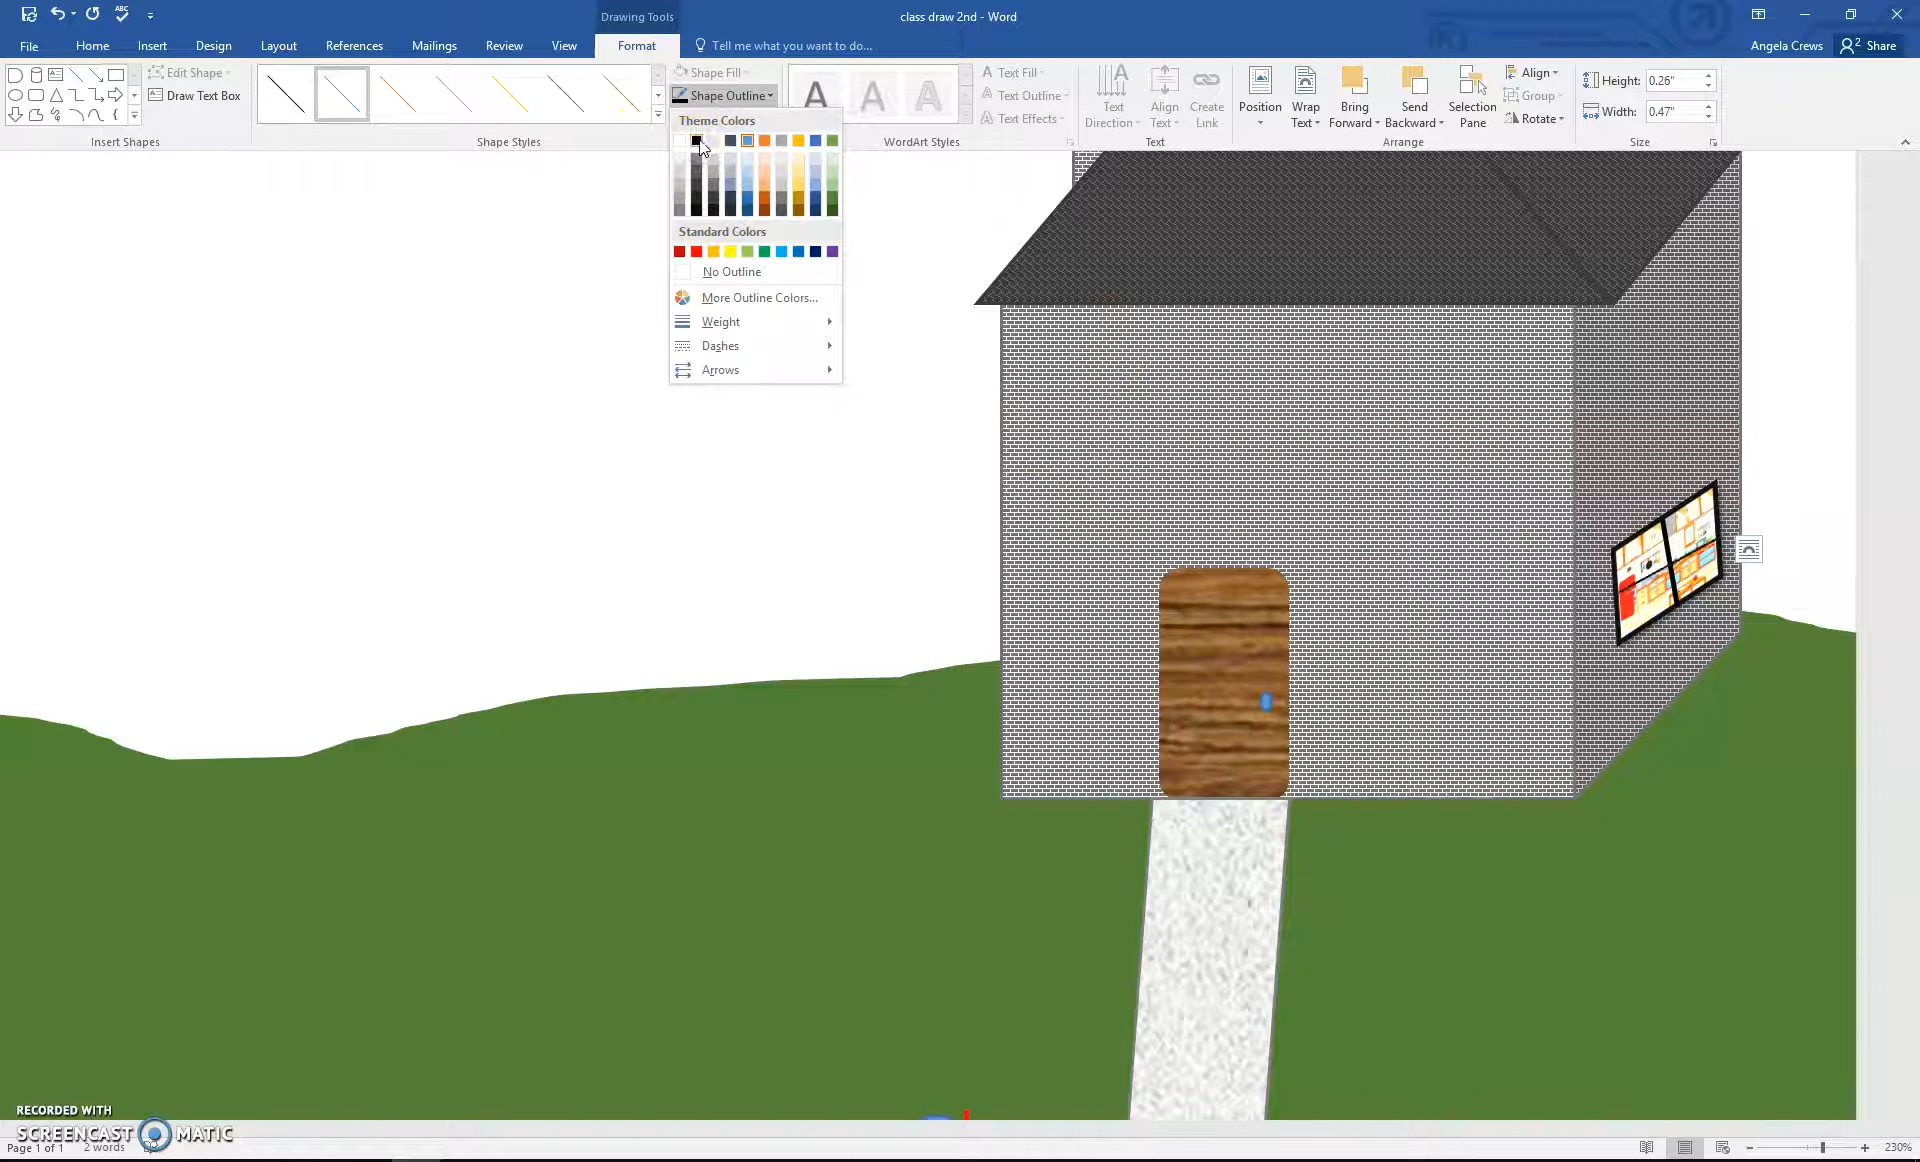 ABC
Drawing Tools
class draw 2nd - Word
File Home Insert Design Layout References Mailings Review View Format Tell me what you want to do... Angela Crews Share
Edit Shape
Draw Text Box
Insert Shapes
Shape Styles
Shape Fill
Shape Outline
A A A
WordArt Styles
Text Fill
Text Outline
Text Effects
Text Direction
Align Text
Create Link
Text
Position
Wrap Text
Bring Forward
Send Backward
Selection Pane
Align
Group
Rotate
Arrange
Height: 0.26"
Width: 0.47"
Size
Theme Colors
Standard Colors
No Outline
More Outline Colors...
Weight
Dashes
Arrows
RECORDED WITH
SCREENCAST MATIC
Page 1 of 1 2 words
230%